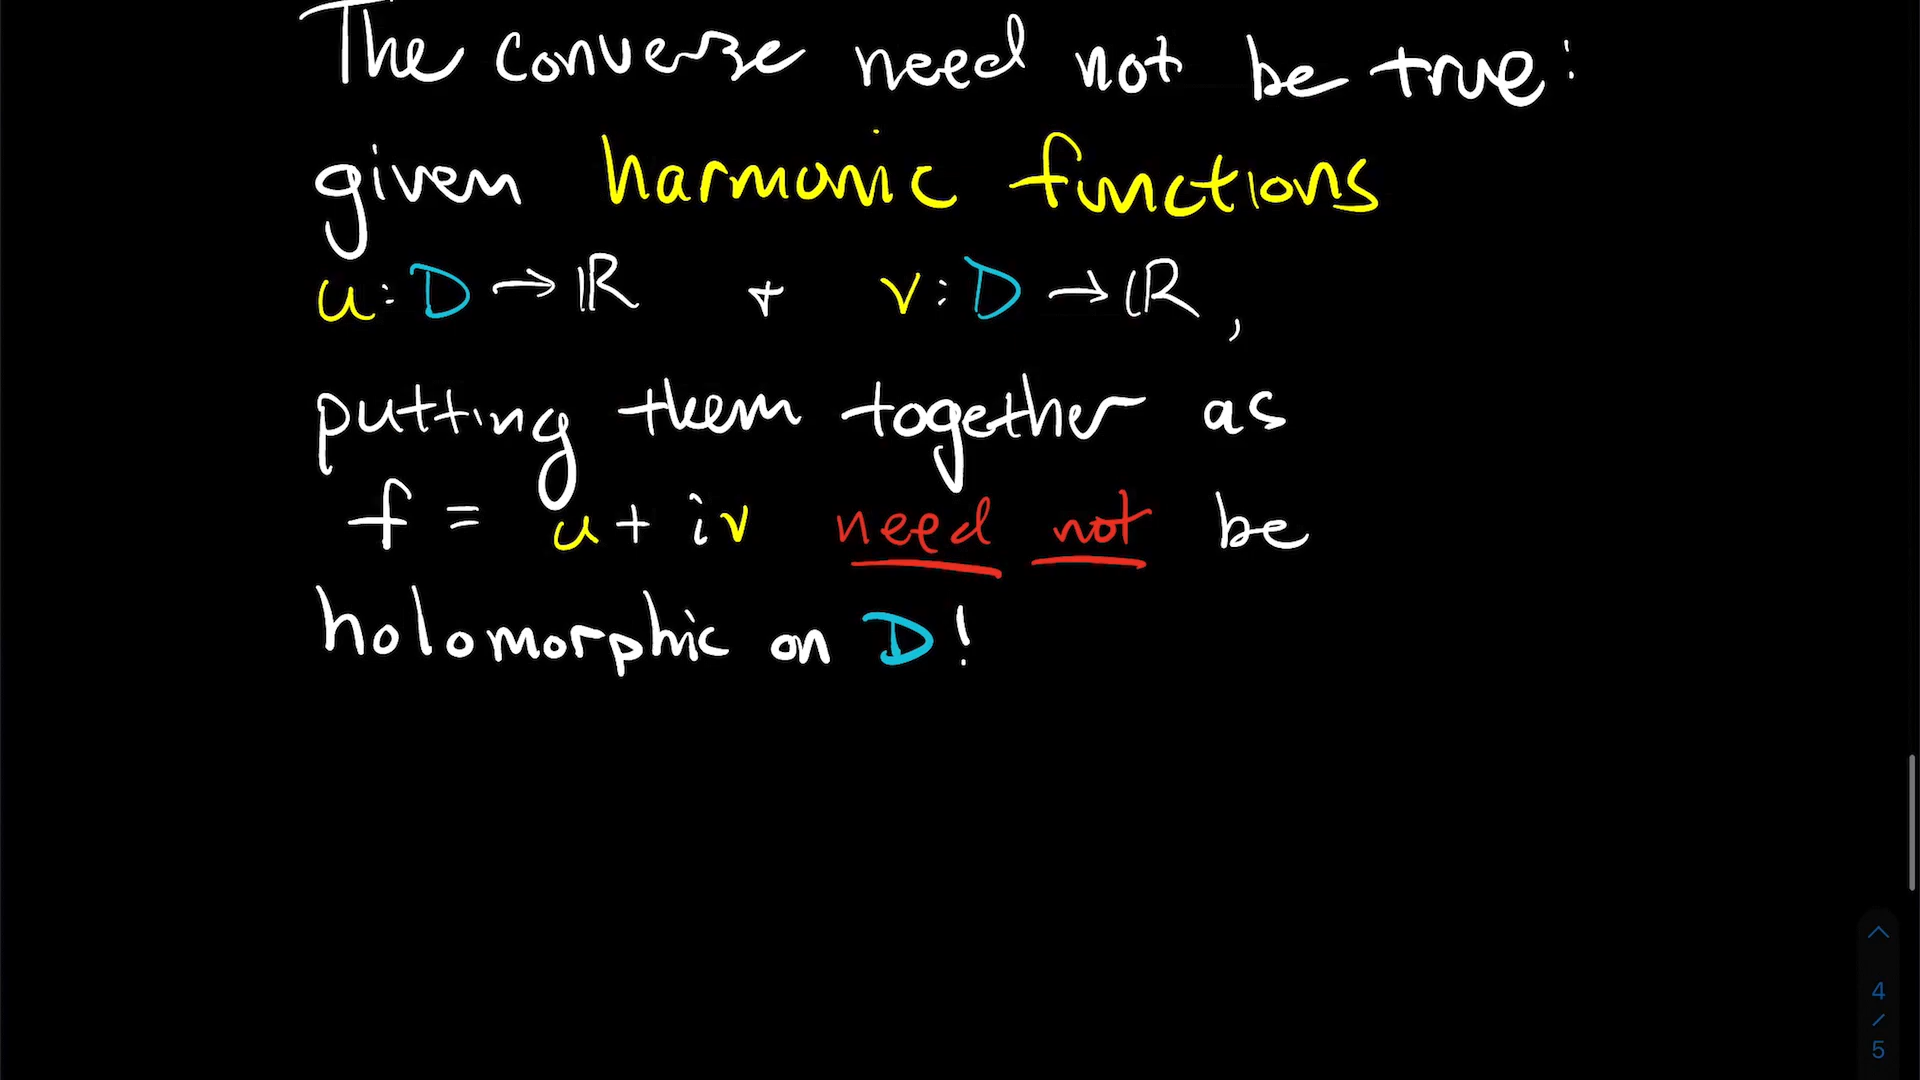 The converse need not be true:
given harmonic functions
u: D → ℝ + v: D → ℝ,
putting them together as
f = u + iv need not be
holomorphic on D!
4
/
5